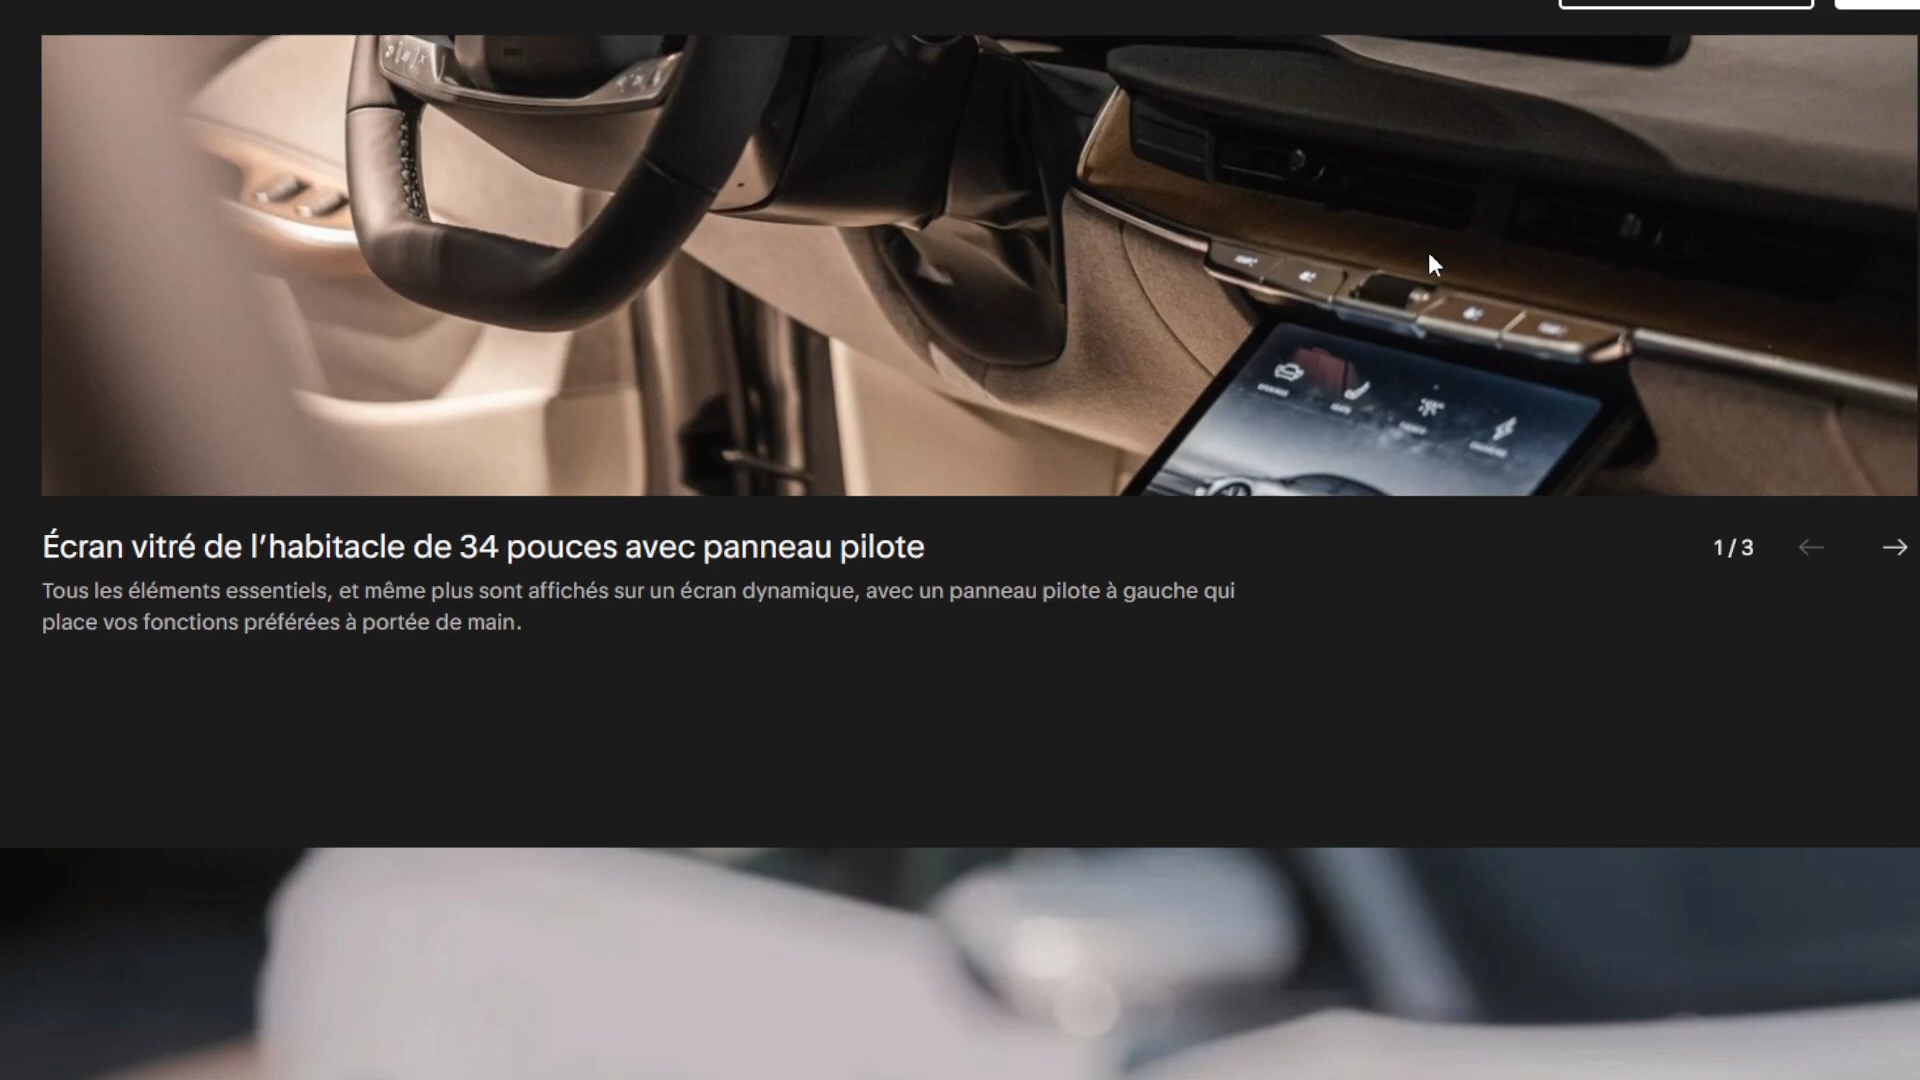 Écran vitré de l’habitacle de 34 pouces avec panneau pilote
1 / 3
Tous les éléments essentiels, et même plus sont affichés sur un écran dynamique, avec un panneau pilote à gauche qui
place vos fonctions préférées à portée de main.